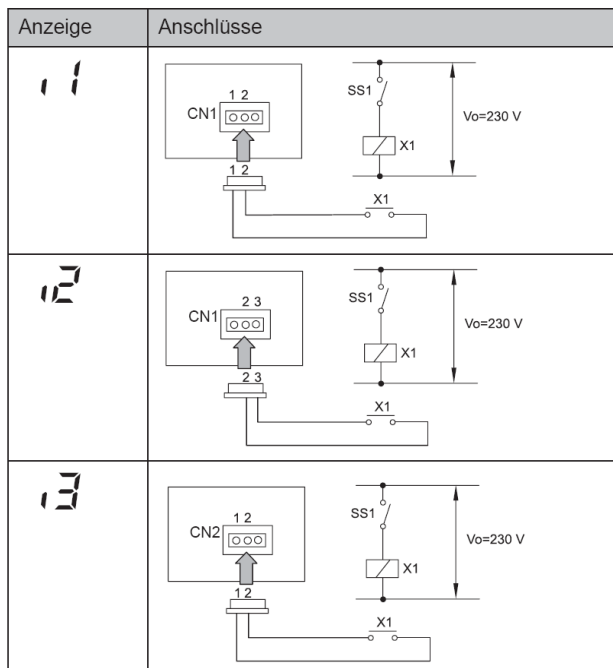 Anzeige Anschlüsse
i1
1 2
CN1
1 2
X1
SS1
X1
Vo=230 V
i2
2 3
CN1
2 3
X1
SS1
X1
Vo=230 V
i3
1 2
CN2
1 2
X1
SS1
X1
Vo=230 V